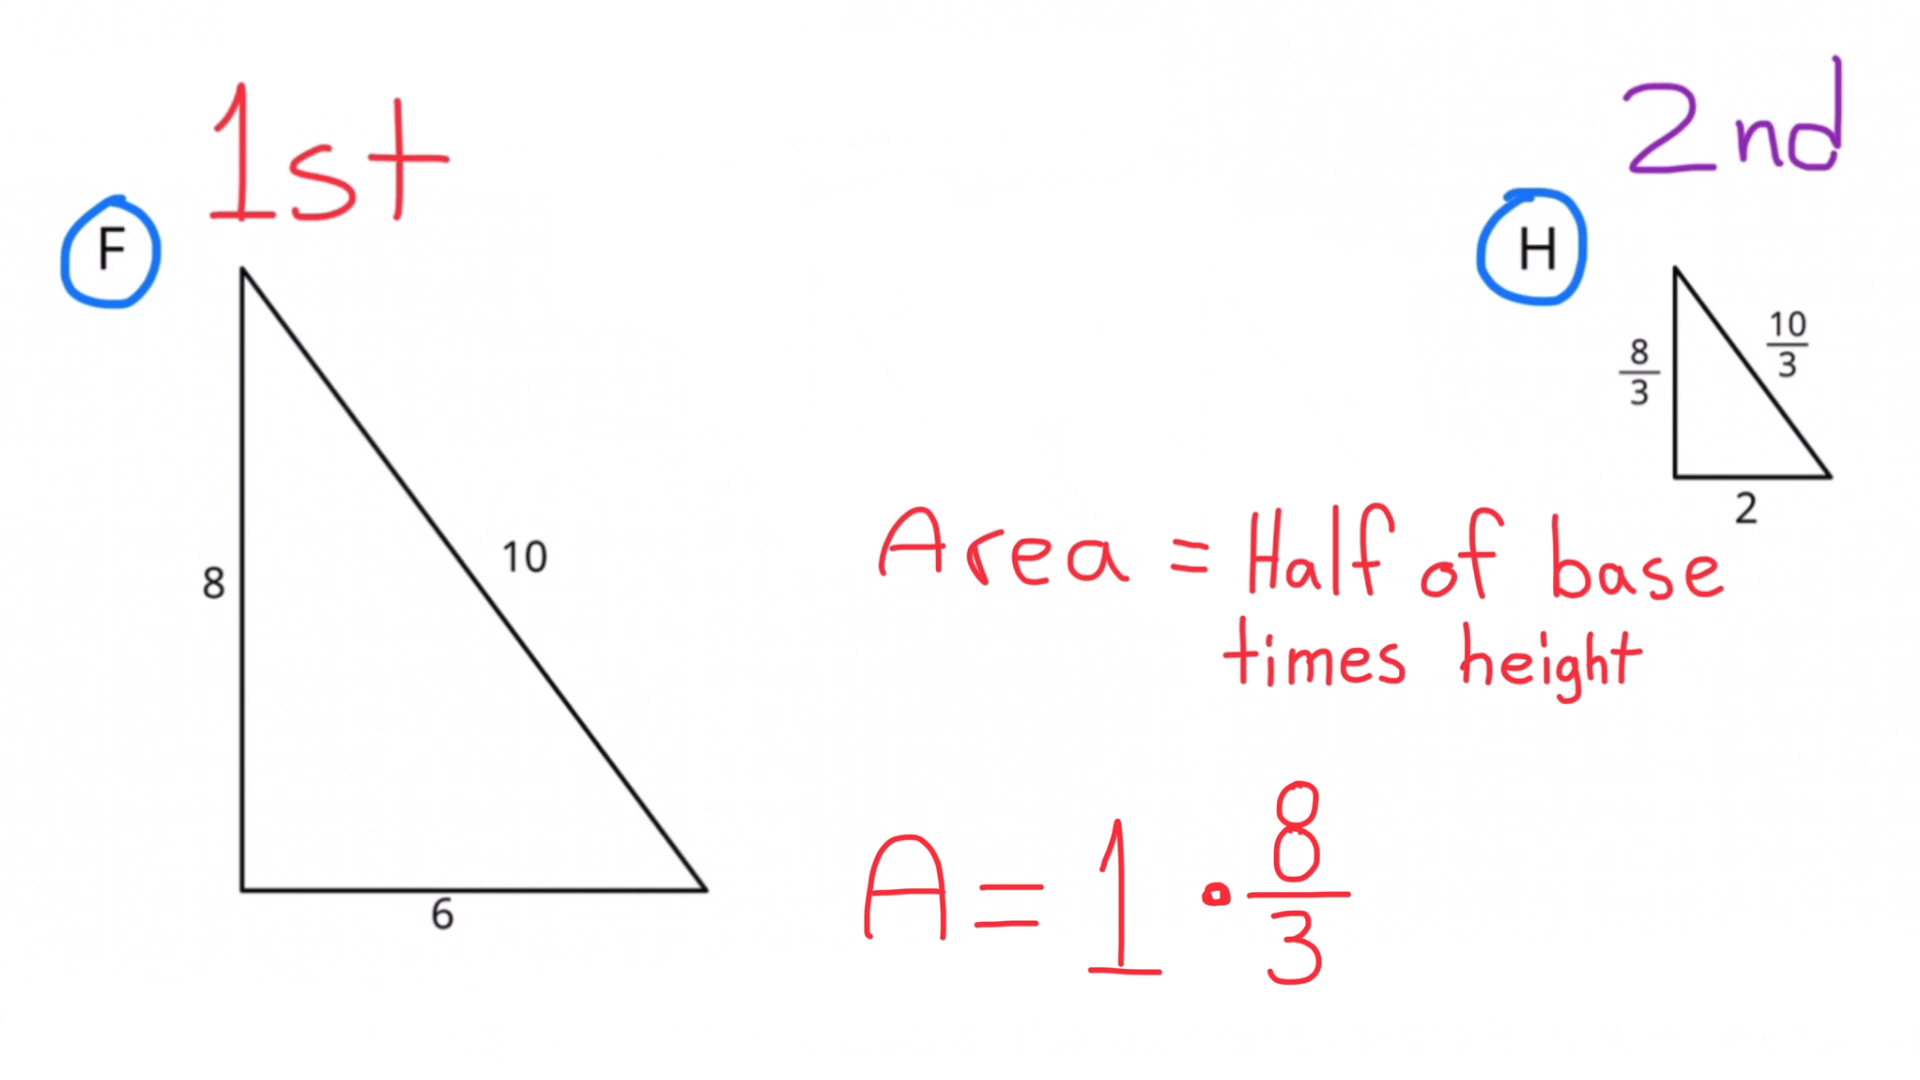 1st
2nd
F
H
8
10
6
8/3
10/3
2
Area = Half of base
times height
A = 1 · 8/3